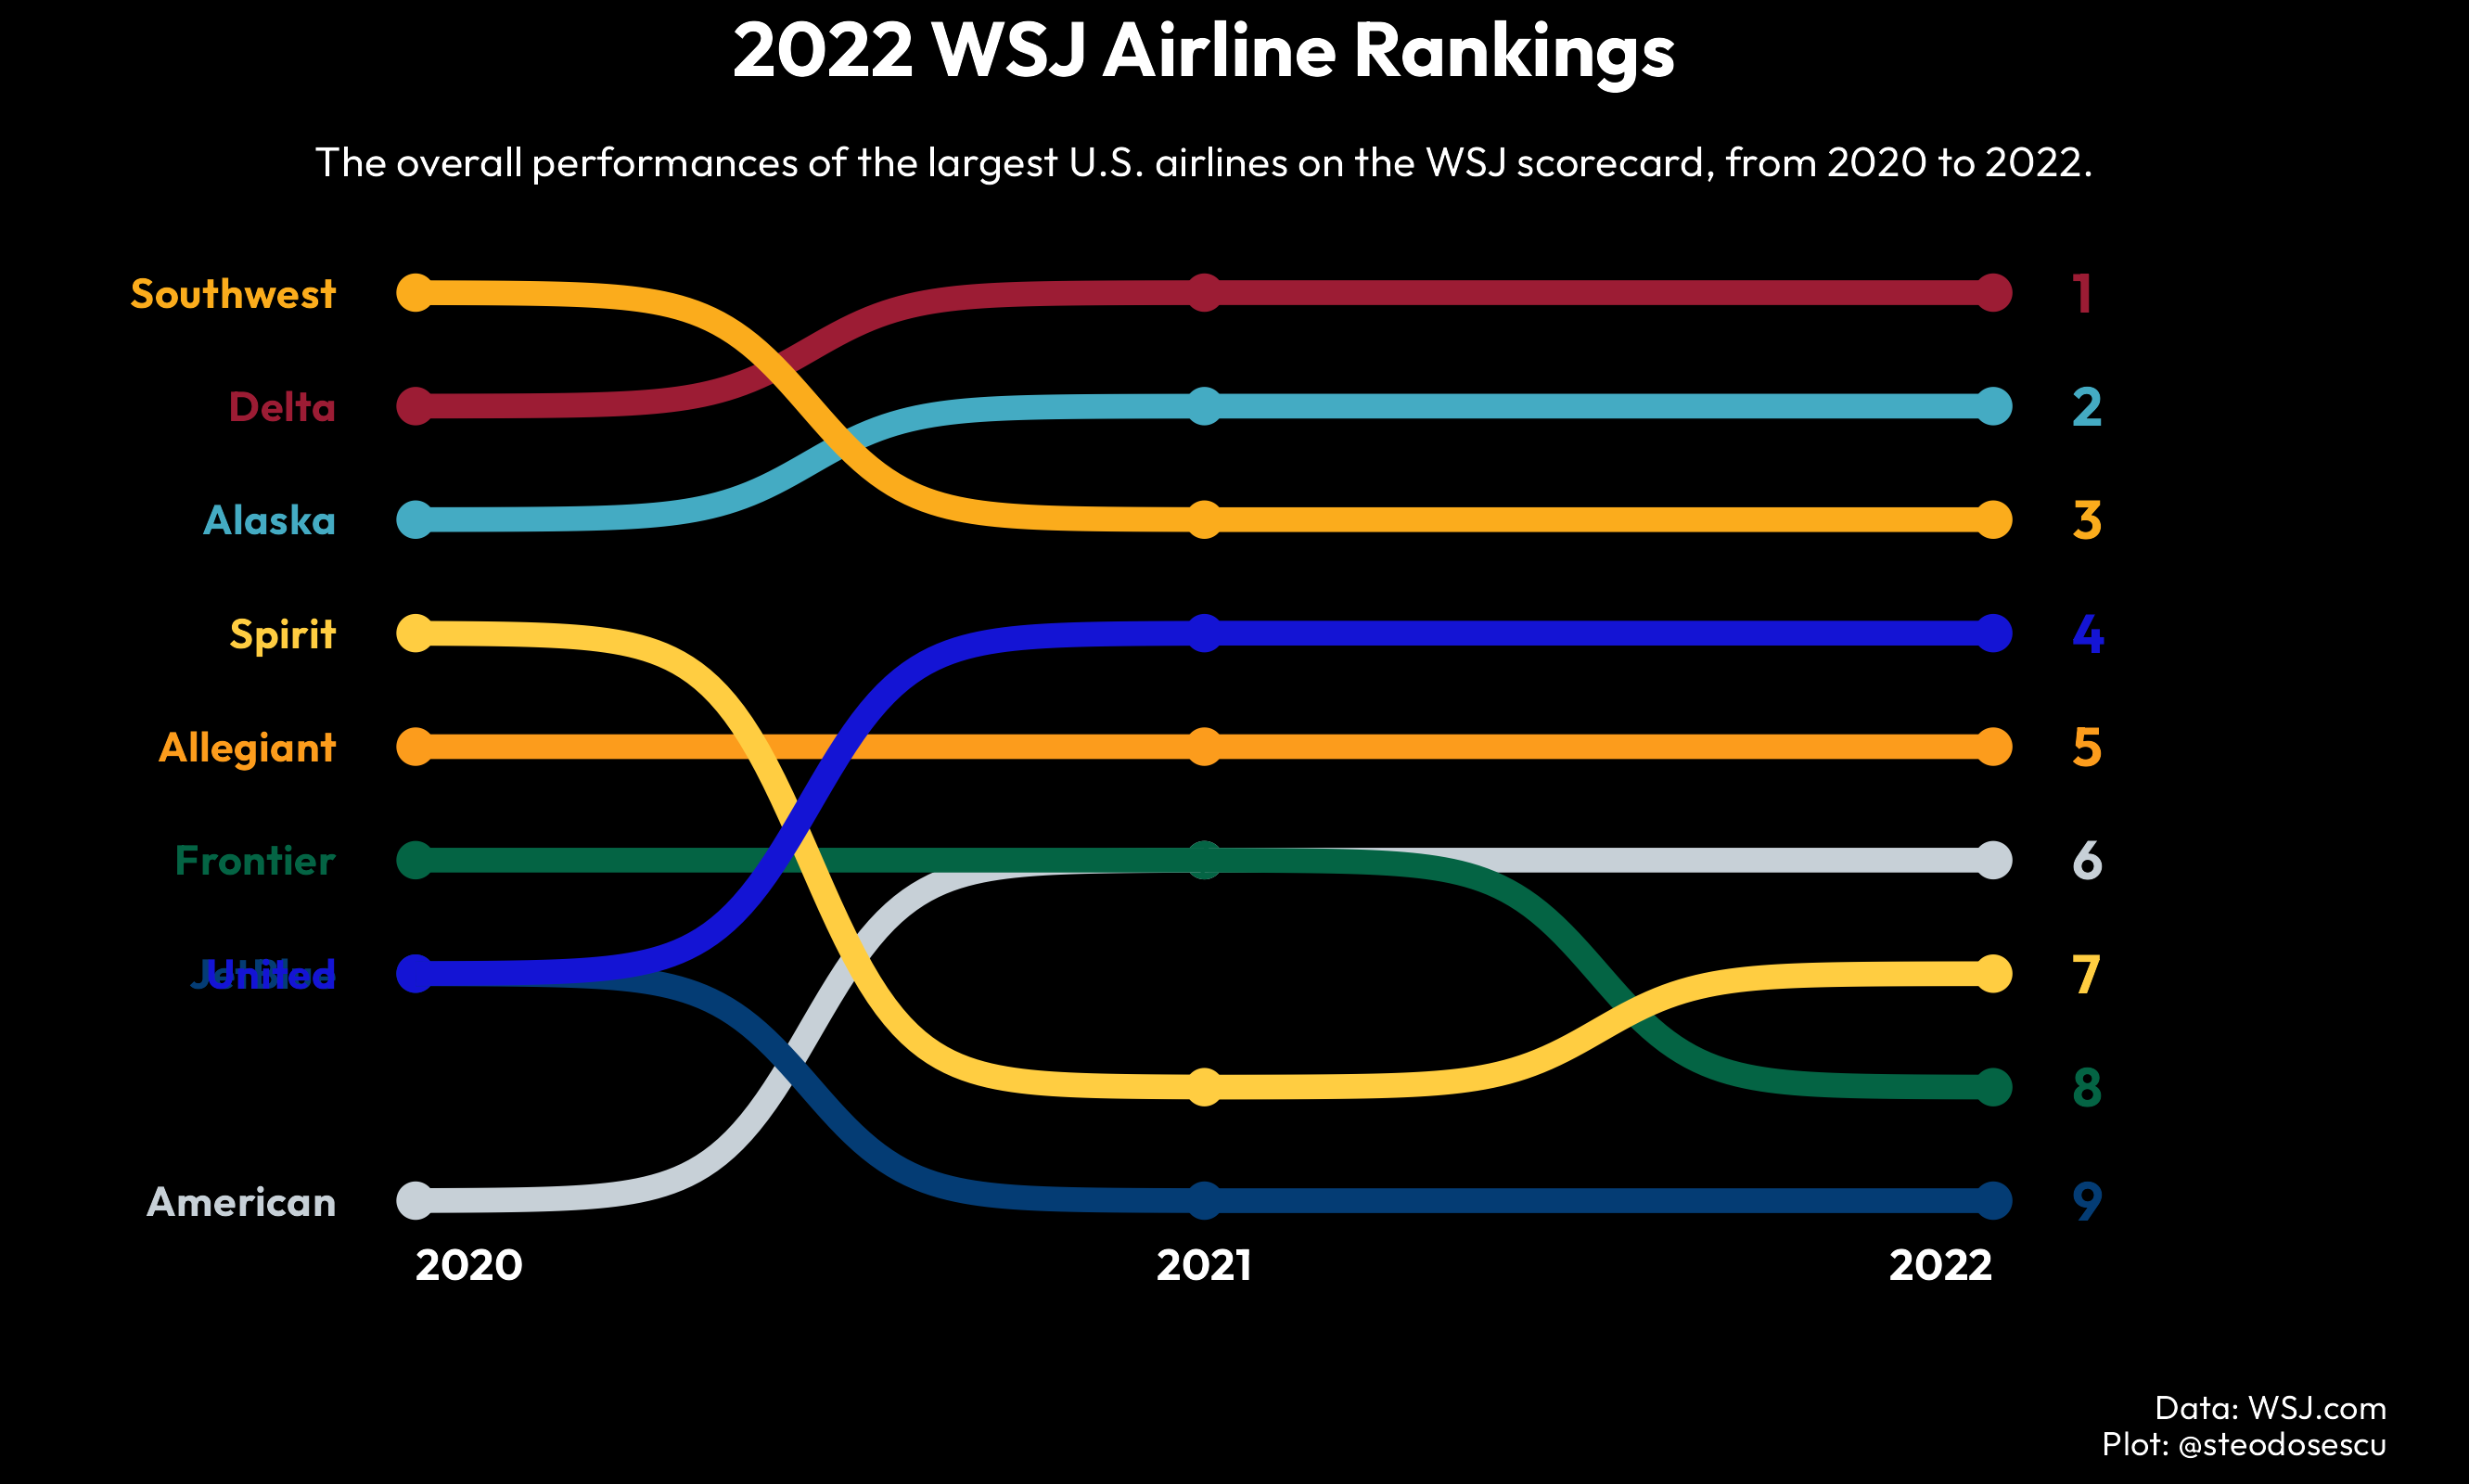 2022 WSJ Airline Rankings
The overall performances of the largest U.S. airlines on the WSJ scorecard, from 2020 to 2022.
Southwest 1
Delta 2
Alaska 3
Spirit 4
Allegiant 5
Frontier 6
JetBlue United 7
8
American 9
2020 2021 2022
Data: WSJ.com
Plot: @steodosescu